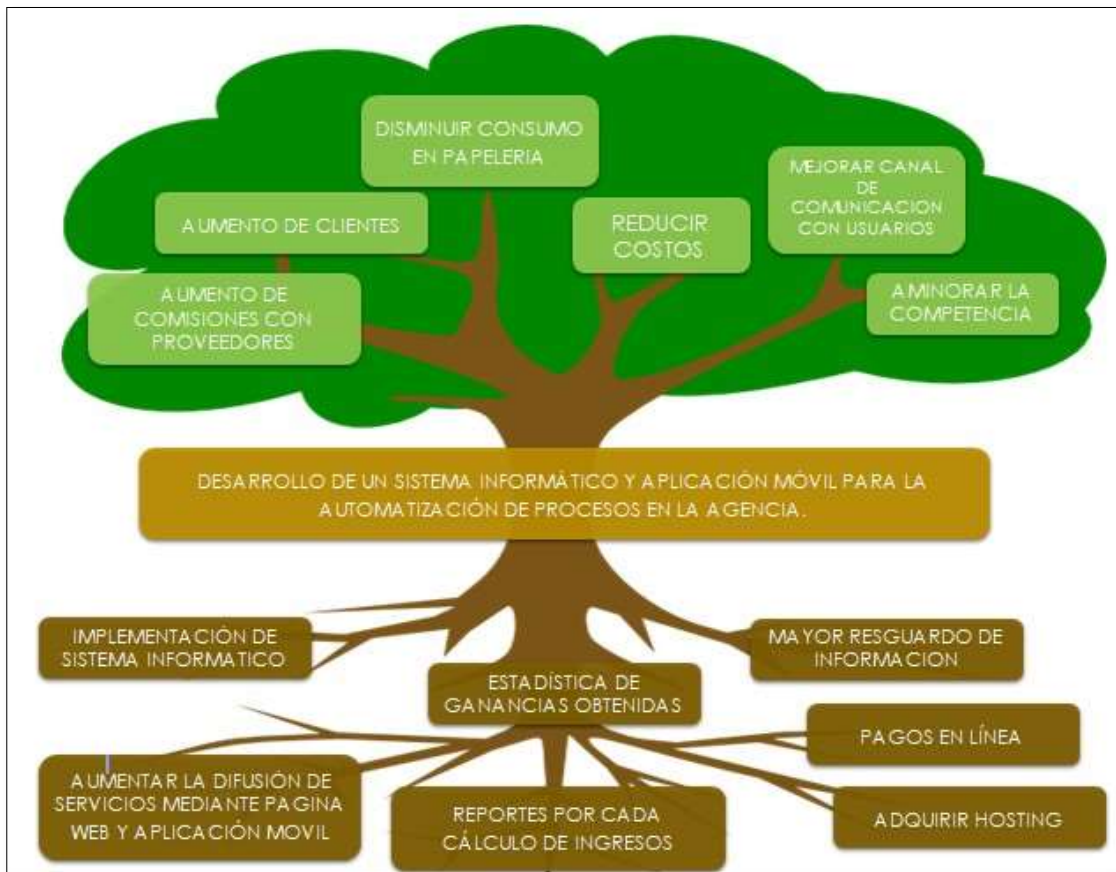 DISMINUIR CONSUMO
EN PAPELERIA
MEJORAR CANAL
DE
COMUNICACION
CON USUARIOS
AUMENTO DE CLIENTES
REDUCIR
COSTOS
AUMENTO DE
COMISIONES CON
PROVEEDORES
AMINORAR LA
COMPETENCIA
DESARROLLO DE UN SISTEMA INFORMÁTICO Y APLICACIÓN MÓVIL PARA LA
AUTOMATIZACIÓN DE PROCESOS EN LA AGENCIA.
IMPLEMENTACIÓN DE
SISTEMA INFORMATICO
MAYOR RESGUARDO DE
INFORMACION
ESTADÍSTICA DE
GANANCIAS OBTENIDAS
PAGOS EN LÍNEA
AUMENTAR LA DIFUSIÓN DE
SERVICIOS MEDIANTE PAGINA
WEB Y APLICACIÓN MOVIL
REPORTES POR CADA
CÁLCULO DE INGRESOS
ADQUIRIR HOSTING